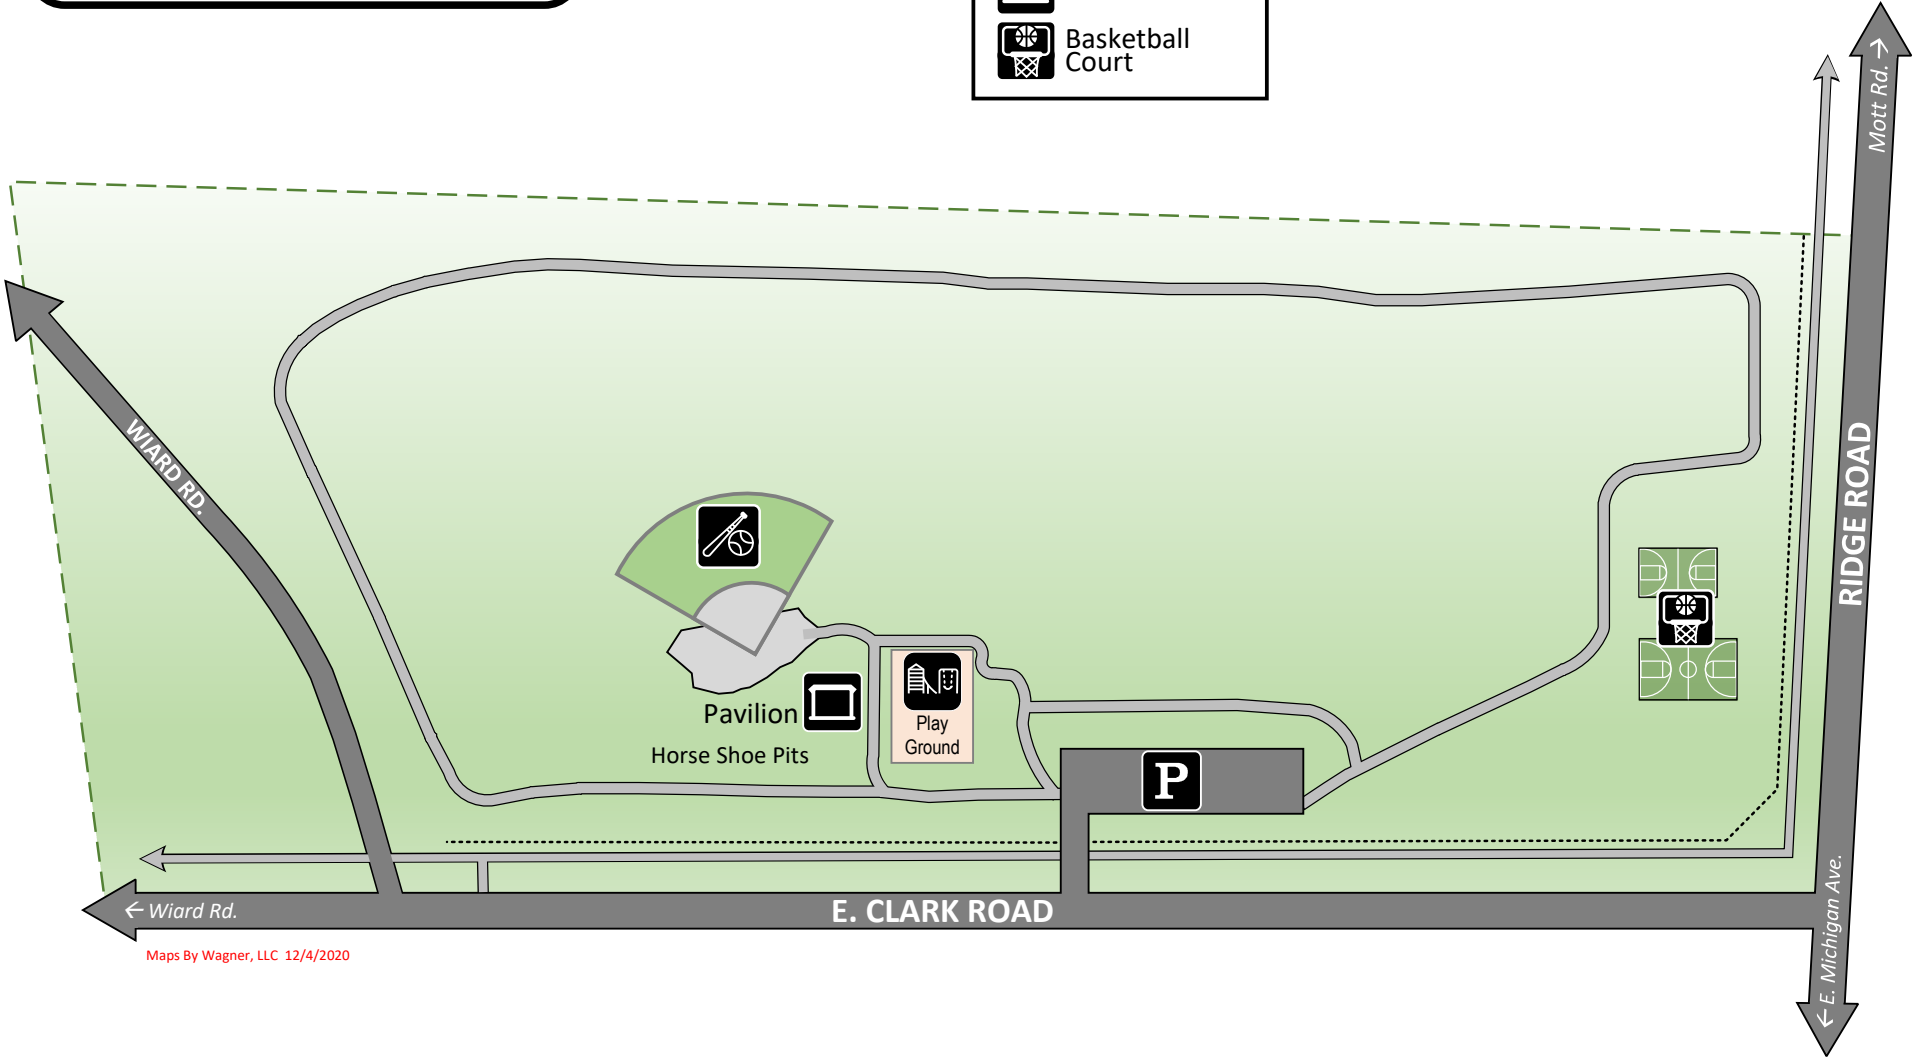 Basketball
Court
Mott Rd. →
WIARD RD.
RIDGE ROAD
Pavilion
Play
Ground
Horse Shoe Pits
P
← Wiard Rd.
E. CLARK ROAD
← E. Michigan Ave.
Maps By Wagner, LLC 12/4/2020